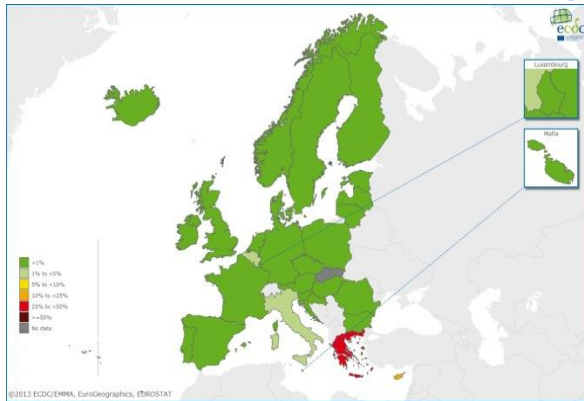 ecdc
Luxembourg
Malta
<1%
1% to <5%
5% to <10%
10% to <25%
25% to <50%
>=50%
No data
©2013 ECDC/EMMA, EuroGeographics, EUROSTAT